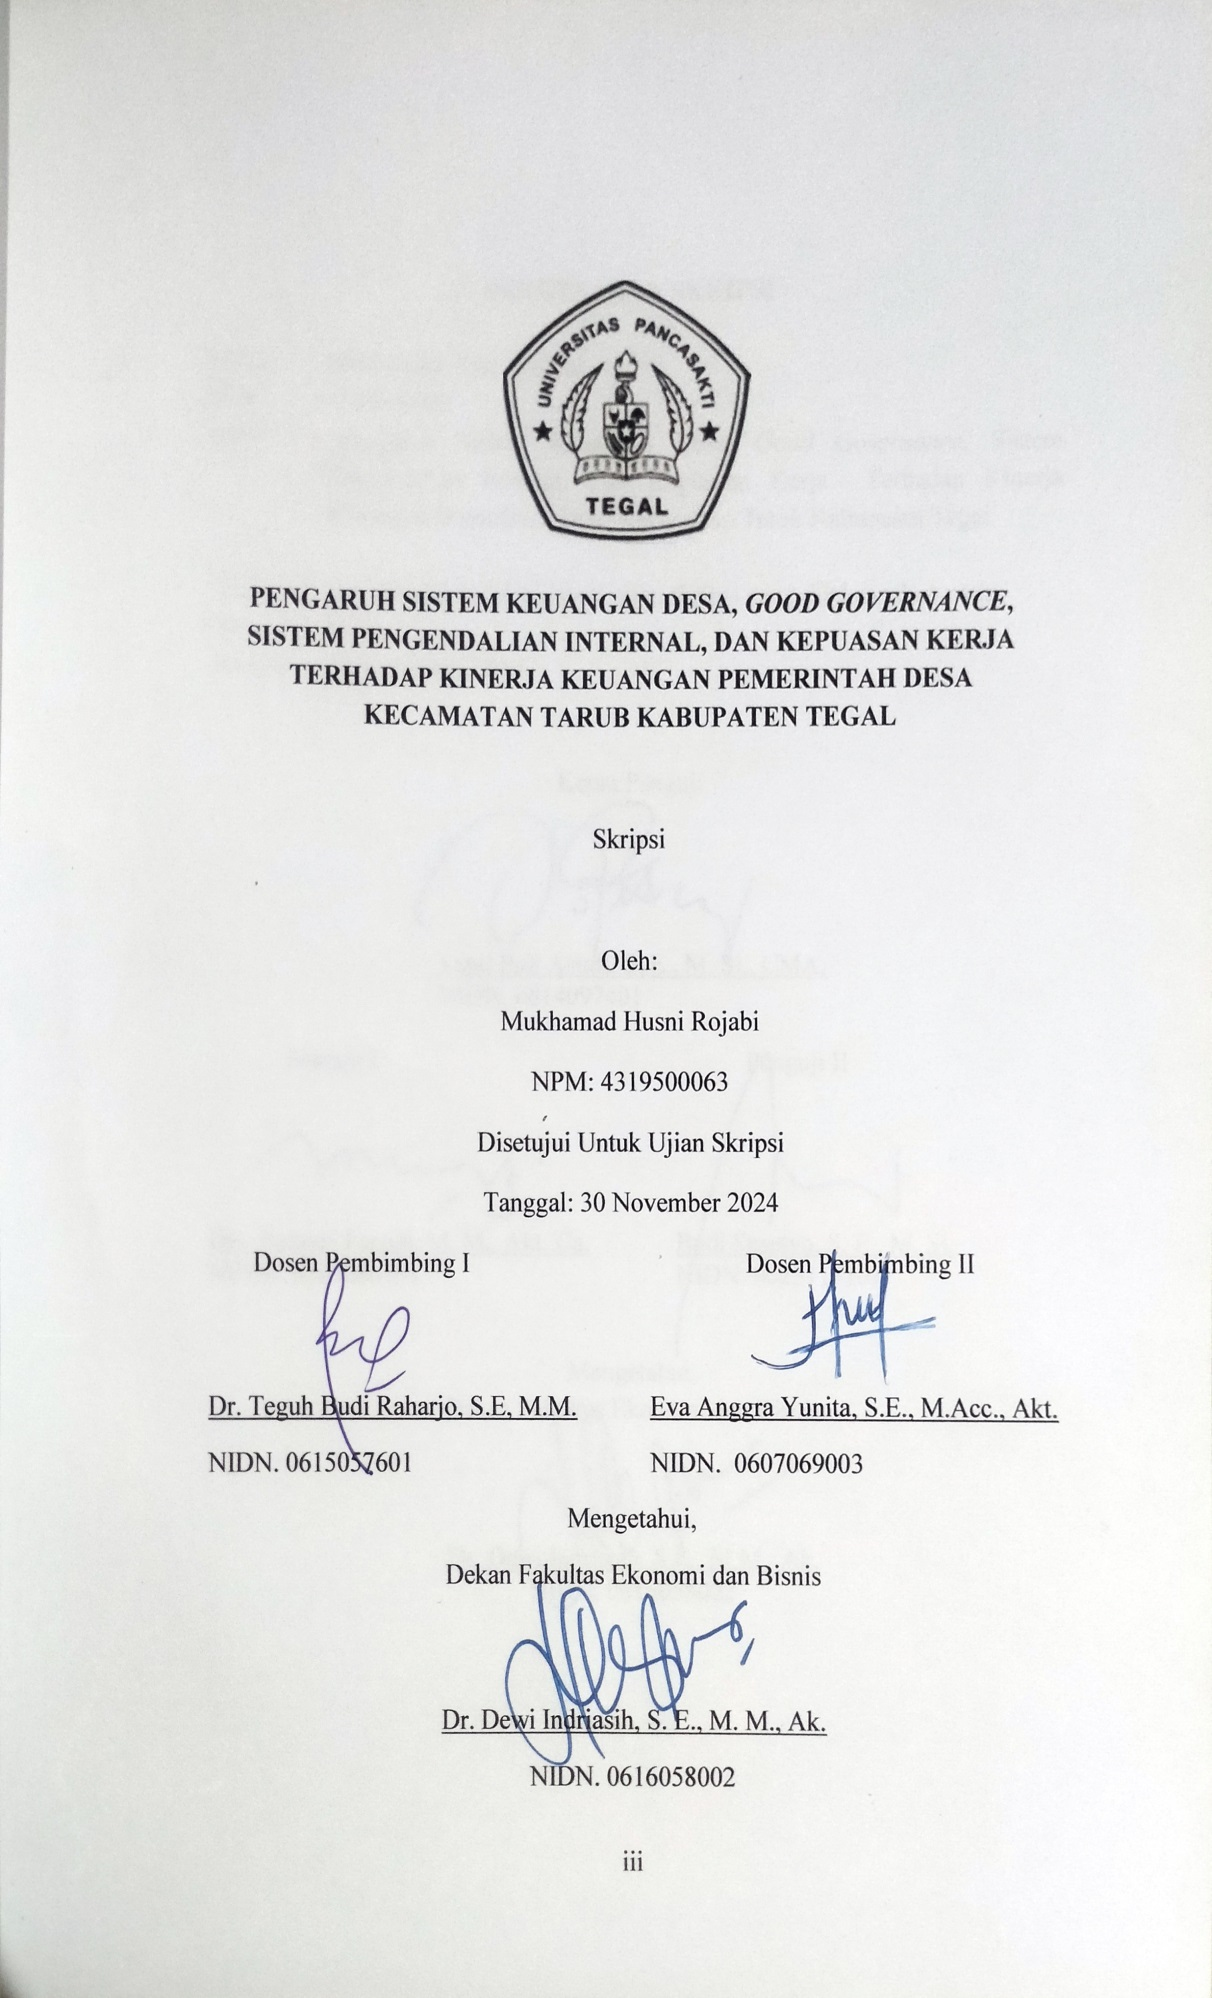 UNIVERSITAS PANCASAKTI
TEGAL
PENGARUH SISTEM KEUANGAN DESA, GOOD GOVERNANCE,
SISTEM PENGENDALIAN INTERNAL, DAN KEPUASAN KERJA
TERHADAP KINERJA KEUANGAN PEMERINTAH DESA
KECAMATAN TARUB KABUPATEN TEGAL
Skripsi
Oleh:
Mukhamad Husni Rojabi
NPM: 4319500063
Disetujui Untuk Ujian Skripsi
Tanggal: 30 November 2024
Dosen Pembimbing I
Dosen Pembimbing II
Dr. Teguh Budi Raharjo, S.E, M.M.
Eva Anggra Yunita, S.E., M.Acc., Akt.
NIDN. 0615057601
NIDN. 0607069003
Mengetahui,
Dekan Fakultas Ekonomi dan Bisnis
Dr. Dewi Indriasih, S. E., M. M., Ak.
NIDN. 0616058002
iii